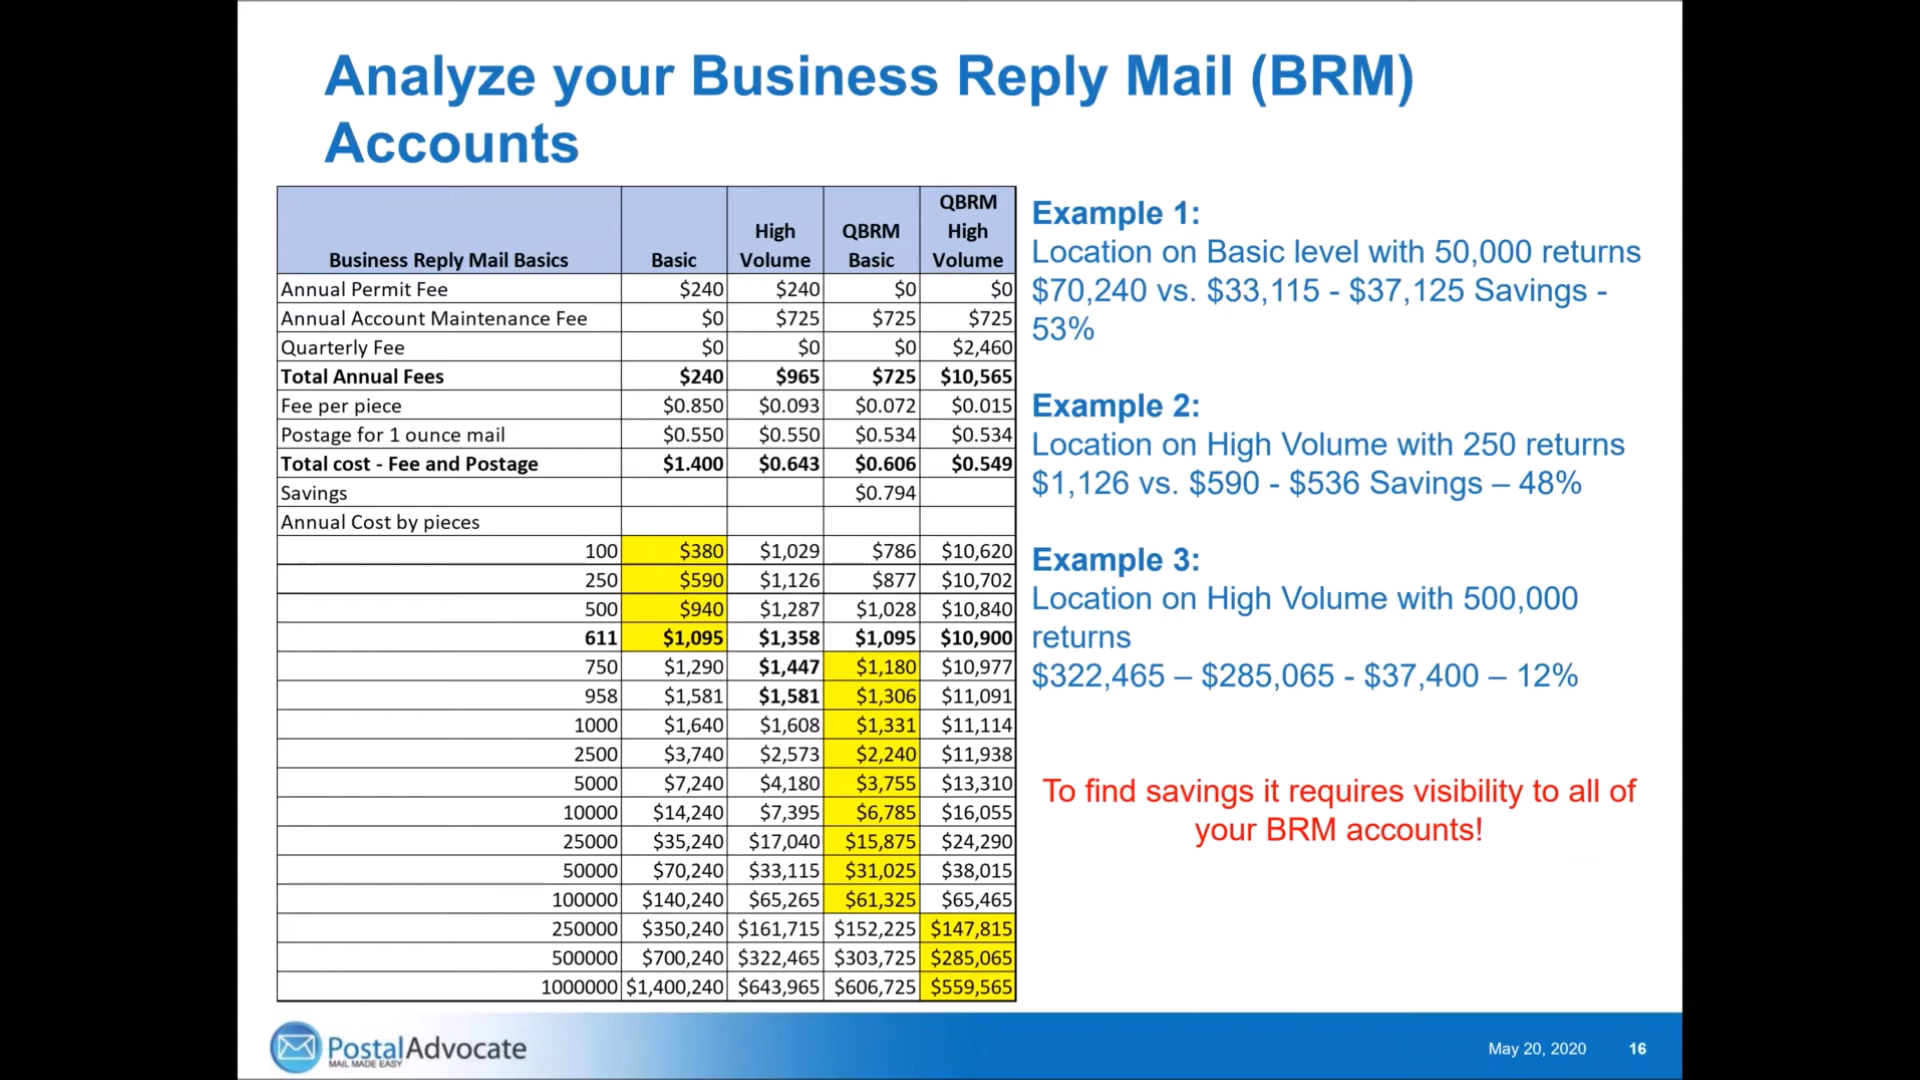 Analyze your Business Reply Mail (BRM)
Accounts
Business Reply Mail Basics Basic High Volume QBRM Basic QBRM High Volume
Annual Permit Fee $240 $240 $0 $0
Annual Account Maintenance Fee $0 $725 $725 $725
Quarterly Fee $0 $0 $0 $2,460
Total Annual Fees $240 $965 $725 $10,565
Fee per piece $0.850 $0.093 $0.072 $0.015
Postage for 1 ounce mail $0.550 $0.550 $0.534 $0.534
Total cost - Fee and Postage $1.400 $0.643 $0.606 $0.549
Savings $0.794
Annual Cost by pieces
100 $380 $1,029 $786 $10,620
250 $590 $1,126 $877 $10,702
500 $940 $1,287 $1,028 $10,840
611 $1,095 $1,358 $1,095 $10,900
750 $1,290 $1,447 $1,180 $10,977
958 $1,581 $1,581 $1,306 $11,091
1000 $1,640 $1,608 $1,331 $11,114
2500 $3,740 $2,573 $2,240 $11,938
5000 $7,240 $4,180 $3,755 $13,310
10000 $14,240 $7,395 $6,785 $16,055
25000 $35,240 $17,040 $15,875 $24,290
50000 $70,240 $33,115 $31,025 $38,015
100000 $140,240 $65,265 $61,325 $65,465
250000 $350,240 $161,715 $152,225 $147,815
500000 $700,240 $322,465 $303,725 $285,065
1000000 $1,400,240 $643,965 $606,725 $559,565
Example 1:
Location on Basic level with 50,000 returns
$70,240 vs. $33,115 - $37,125 Savings -
53%
Example 2:
Location on High Volume with 250 returns
$1,126 vs. $590 - $536 Savings – 48%
Example 3:
Location on High Volume with 500,000
returns
$322,465 – $285,065 - $37,400 – 12%
To find savings it requires visibility to all of
your BRM accounts!
PostalAdvocate
MAIL MADE EASY
May 20, 2020 16